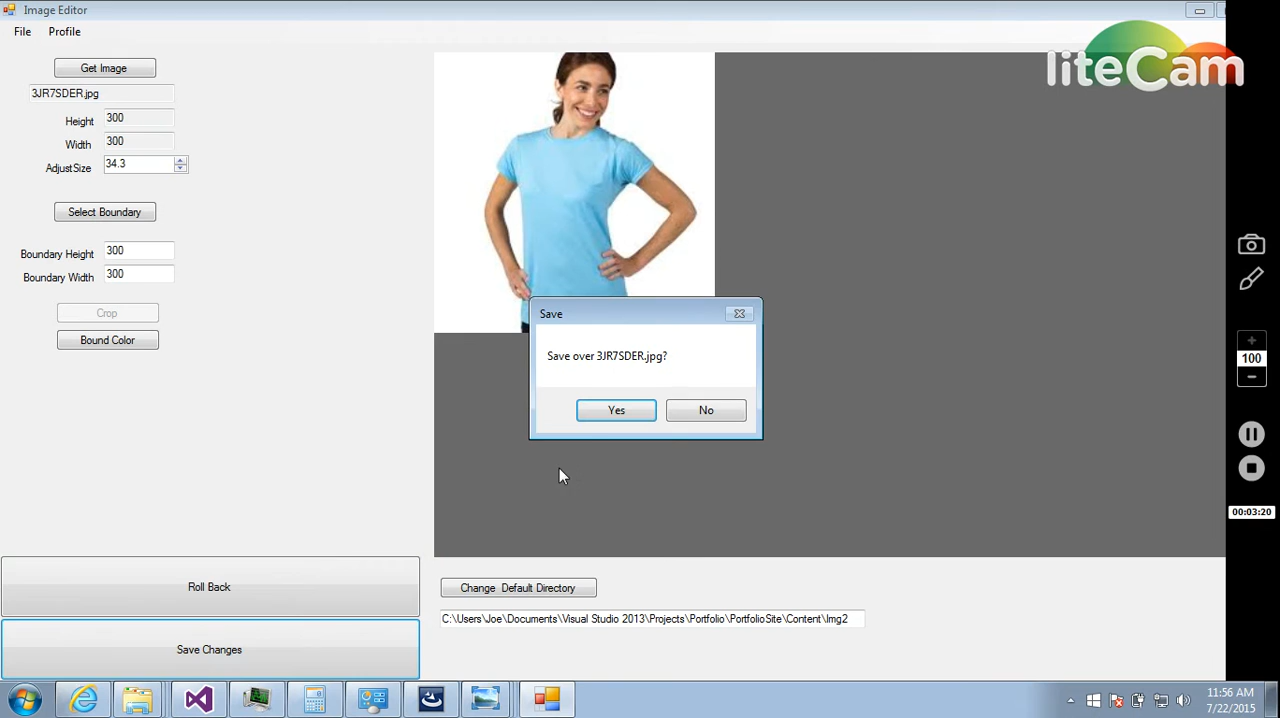 Image Editor
File Profile
liteCam
Get Image
3JR7SDER.jpg
Height 300
Width 300
AdjustSize 34.3
Select Boundary
Boundary Height 300
Boundary Width 300
Crop
Bound Color
Save
Save over 3JR7SDER.jpg?
Yes No
100
00:03:20
Roll Back
Save Changes
Change Default Directory
C:\Users\Joe\Documents\Visual Studio 2013\Projects\Portfolio\PortfolioSite\Content\Img2
11:56 AM
7/22/2015